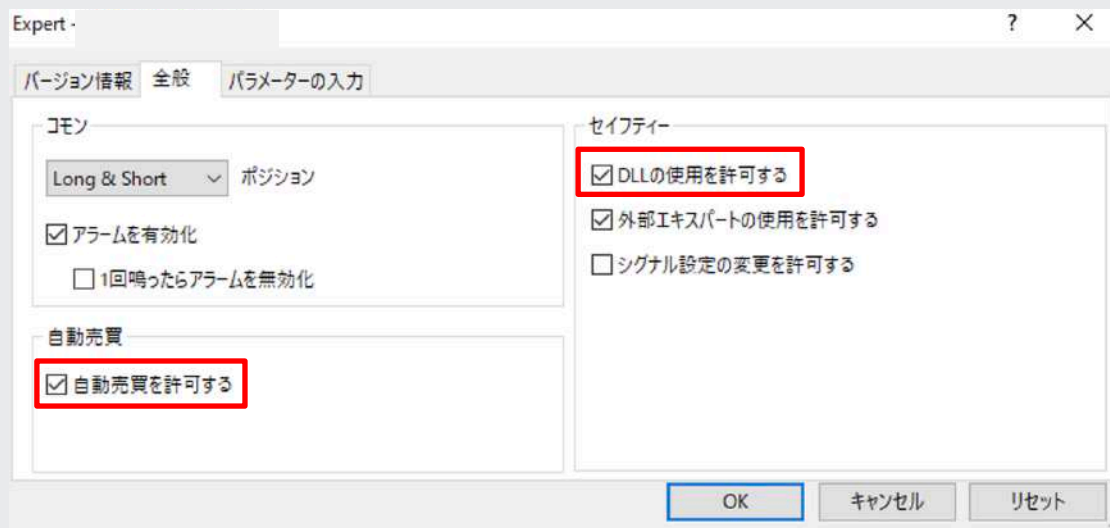 Expert -
?
バージョン情報 全般 パラメーターの入力
コモン
Long & Short ポジション
アラームを有効化
1回鳴ったらアラームを無効化
自動売買
自動売買を許可する
セイフティー
DLLの使用を許可する
外部エキスパートの使用を許可する
シグナル設定の変更を許可する
OK キャンセル リセット